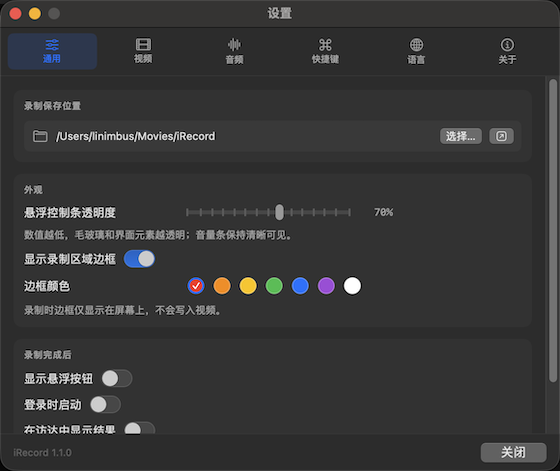 设置
通用
视频
音频
快捷键
语言
关于
录制保存位置
/Users/linimbus/Movies/iRecord
选择...
外观
悬浮控制条透明度 70%
数值越低，毛玻璃和界面元素越透明；音量条保持清晰可见。
显示录制区域边框
边框颜色
录制时边框仅显示在屏幕上，不会写入视频。
录制完成后
显示悬浮按钮
登录时启动
在访达中显示结果
iRecord 1.1.0
关闭